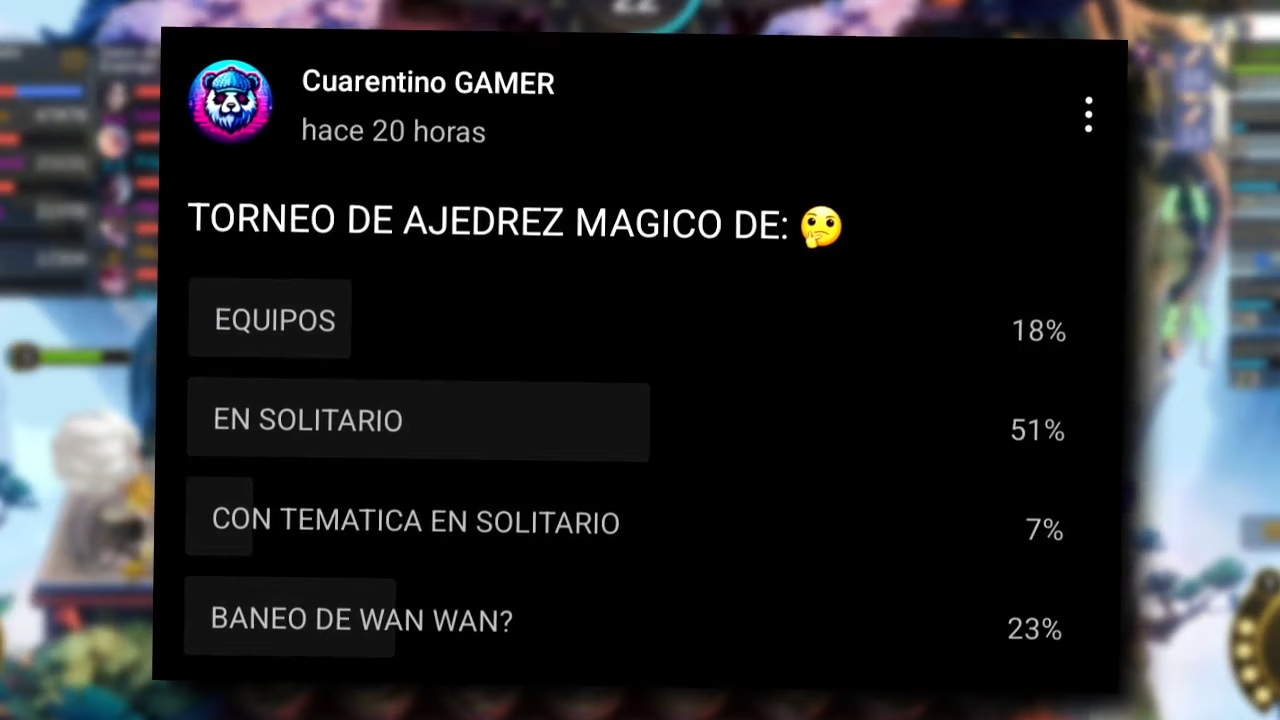 22
Cuarentino GAMER
hace 20 horas
TORNEO DE AJEDREZ MAGICO DE: 🤔
EQUIPOS
18%
EN SOLITARIO
51%
CON TEMATICA EN SOLITARIO
7%
BANEO DE WAN WAN?
23%